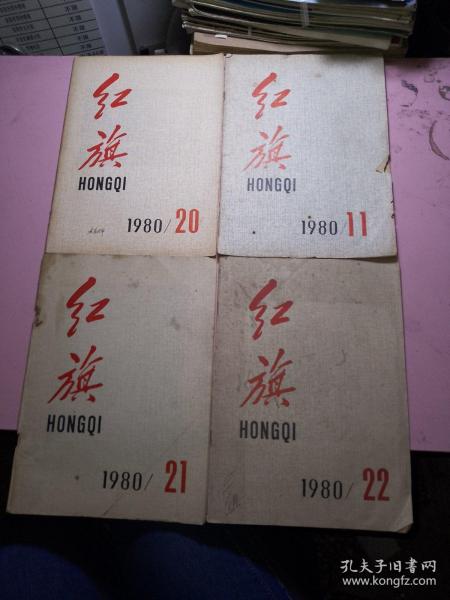 红
旗
HONGQI
1980/20
红
旗
HONGQI
1980/11
红
旗
HONGQI
1980/21
红
旗
HONGQI
1980/22
孔夫子旧书网
www.kongfz.com